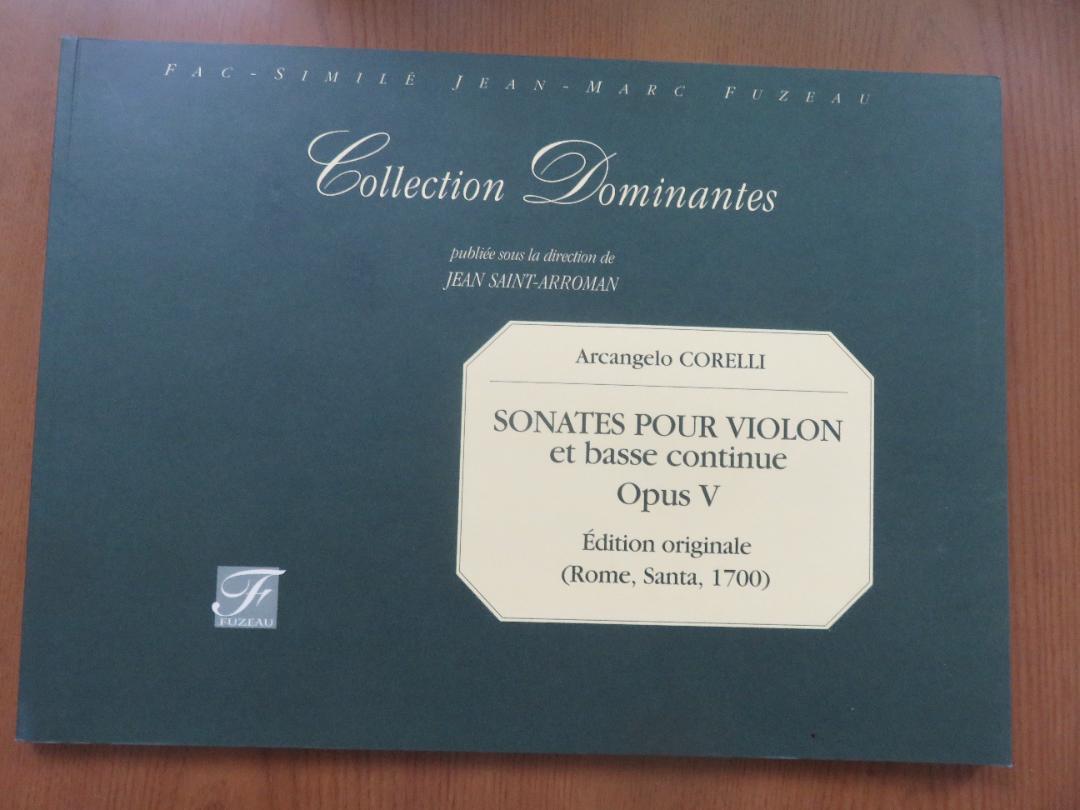 FAC-SIMILÉ JEAN-MARC FUZEAU
Collection Dominantes
publiée sous la direction de
JEAN SAINT-ARROMAN
Arcangelo CORELLI
SONATES POUR VIOLON
et basse continue
Opus V
Édition originale
(Rome, Santa, 1700)
F
FUZEAU